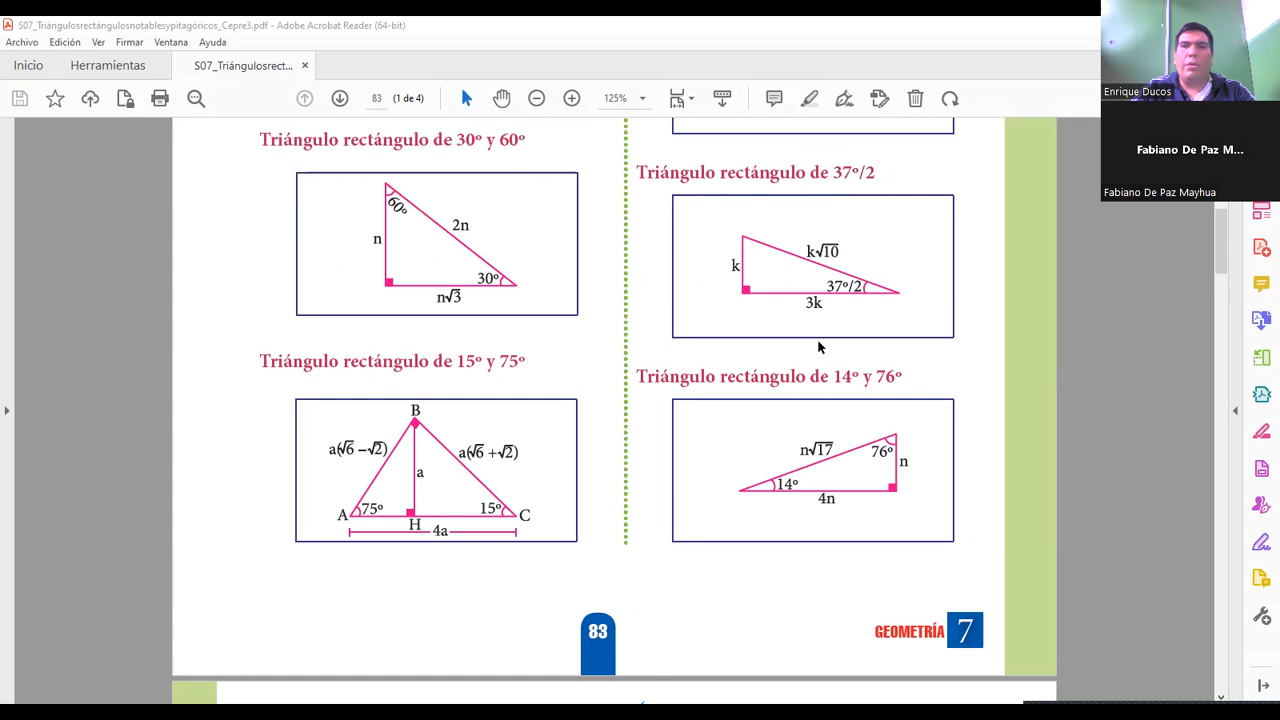 S07_Triángulosrectángulosnotablesypitagóricos_Cepre3.pdf - Adobe Acrobat Reader (64-bit)
Archivo Edición Ver Firmar Ventana Ayuda
Inicio Herramientas S07_Triángulosrect... ×
83 (1 de 4) 125%
Enrique Ducos
Fabiano De Paz M...
Fabiano De Paz Mayhua
Triángulo rectángulo de 30º y 60º
60º
n
2n
30º
n√3
Triángulo rectángulo de 15º y 75º
B
a(√6 –√2)
a(√6 +√2)
a
A
75º
15º
C
H
4a
Triángulo rectángulo de 37º/2
k√10
k
37º/2
3k
Triángulo rectángulo de 14º y 76º
n√17
76º
n
14º
4n
83
GEOMETRÍA 7